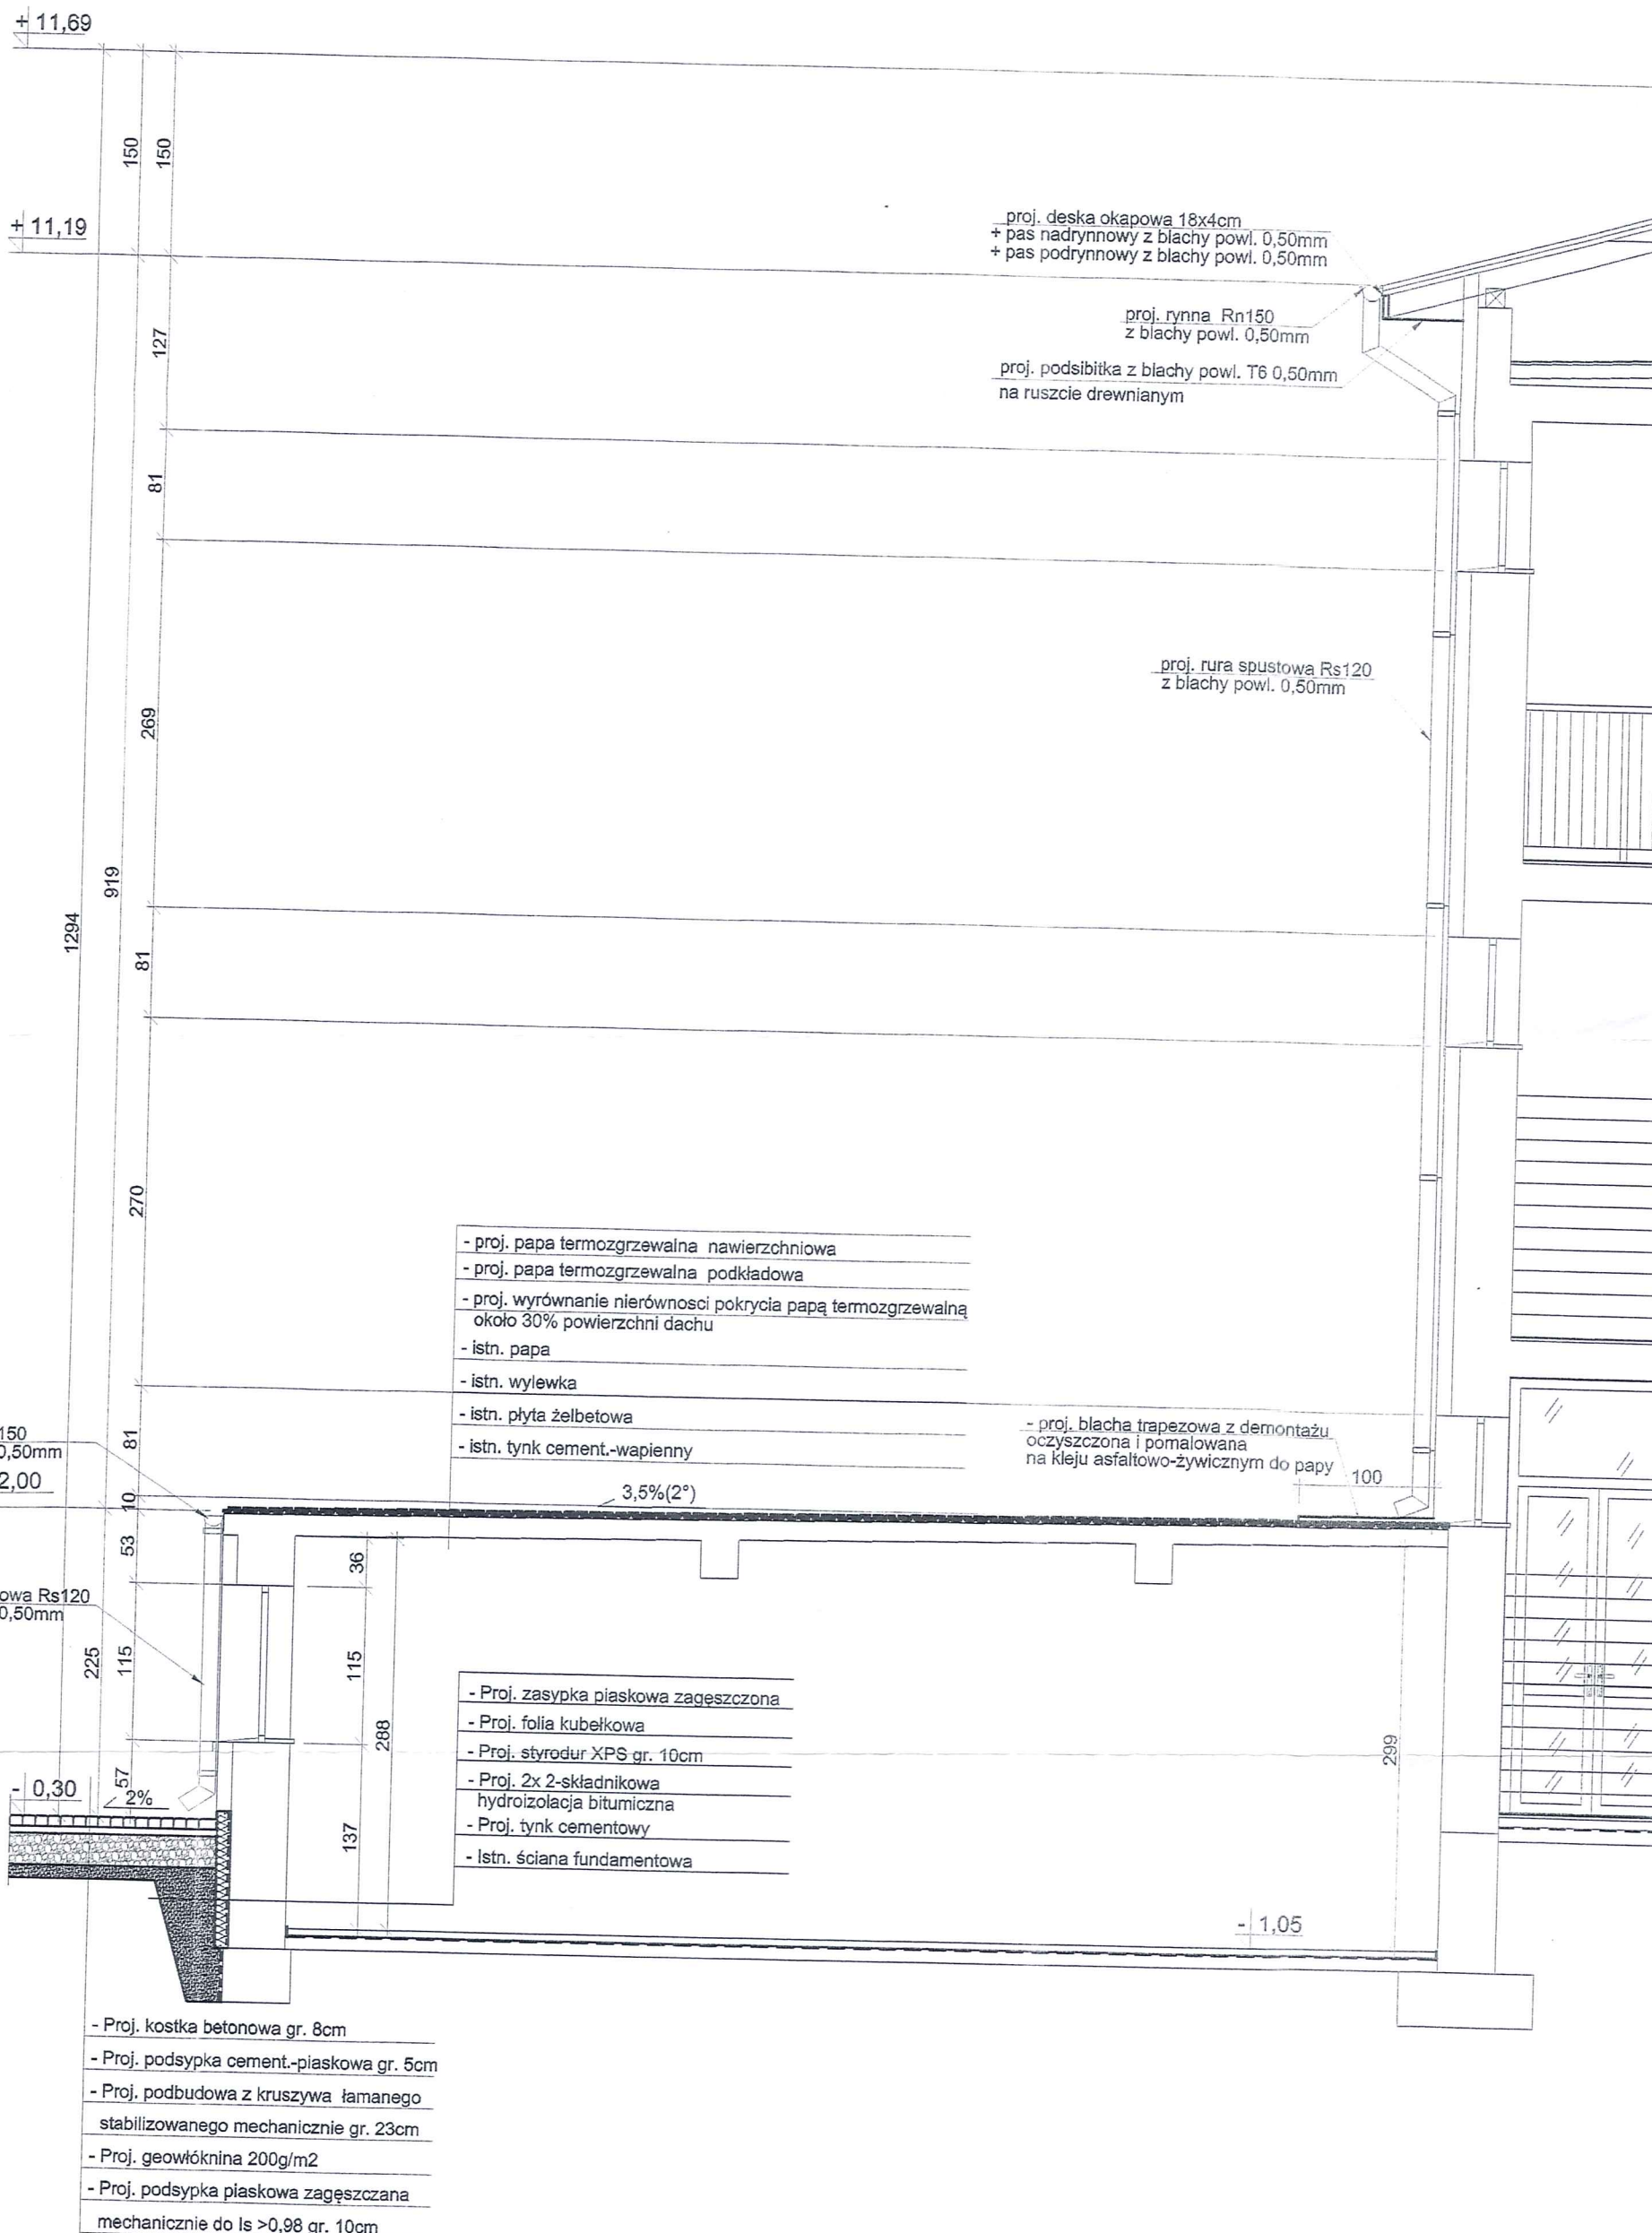 + 11,69
150
150
+ 11,19
proj. deska okapowa 18x4cm
+ pas nadrynnowy z blachy powl. 0,50mm
+ pas podrynnowy z blachy powl. 0,50mm
proj. rynna Rn150
z blachy powl. 0,50mm
proj. podsibitka z blachy powl. T6 0,50mm
na ruszcie drewnianym
127
81
proj. rura spustowa Rs120
z blachy powl. 0,50mm
269
919
1294
81
270
- proj. papa termozgrzewalna nawierzchniowa
- proj. papa termozgrzewalna podkładowa
- proj. wyrównanie nierównosci pokrycia papą termozgrzewalną
około 30% powierzchni dachu
- istn. papa
- istn. wylewka
- istn. płyta żelbetowa
- istn. tynk cement.-wapienny
- proj. blacha trapezowa z demontażu
oczyszczona i pomalowana
na kleju asfaltowo-żywicznym do papy
100
150
0,50mm
2,00
81
10
3,5%(2°)
53
36
owa Rs120
0,50mm
225
115
115
288
299
- Proj. zasypka piaskowa zagęszczona
- Proj. folia kubełkowa
- Proj. styrodur XPS gr. 10cm
- Proj. 2x 2-składnikowa
hydroizolacja bitumiczna
- Proj. tynk cementowy
- Istn. ściana fundamentowa
- 0,30
57
2%
137
- 1,05
- Proj. kostka betonowa gr. 8cm
- Proj. podsypka cement.-piaskowa gr. 5cm
- Proj. podbudowa z kruszywa łamanego
stabilizowanego mechanicznie gr. 23cm
- Proj. geowłóknina 200g/m2
- Proj. podsypka piaskowa zagęszczana
mechanicznie do Is >0,98 gr. 10cm